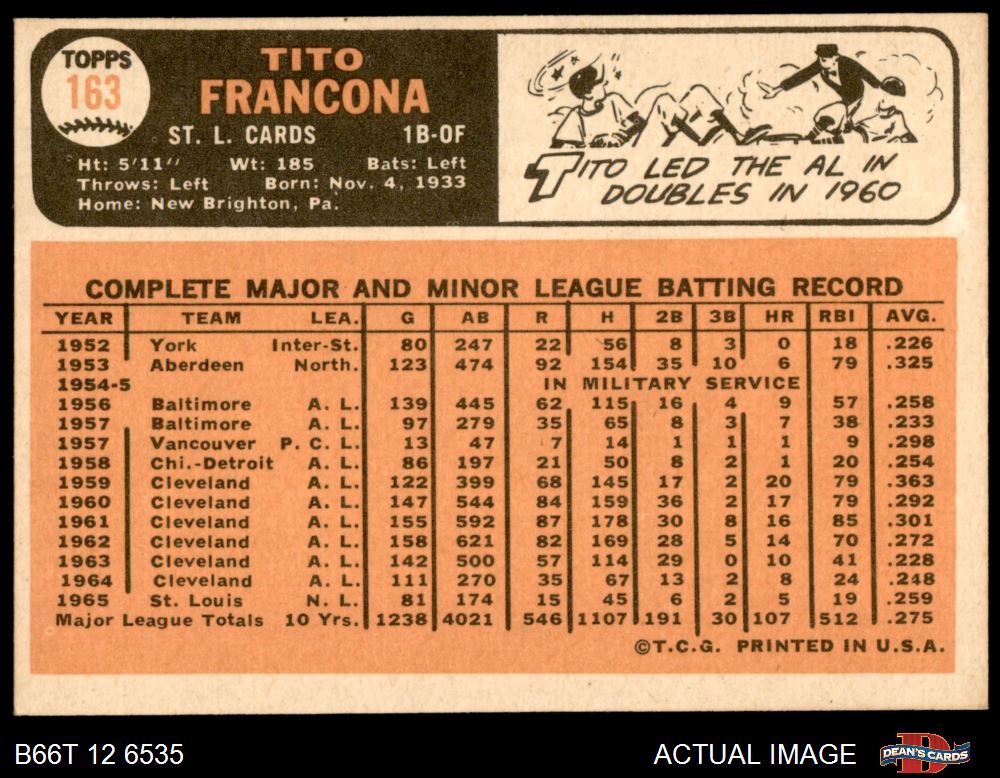 TOPPS
163
TITO
FRANCONA
ST. L. CARDS 1B-OF
Ht: 5'11" Wt: 185 Bats: Left
Throws: Left Born: Nov. 4, 1933
Home: New Brighton, Pa.
TITO LED THE AL IN
DOUBLES IN 1960
COMPLETE MAJOR AND MINOR LEAGUE BATTING RECORD
YEAR TEAM LEA. G AB R H 2B 3B HR RBI AVG.
1952 York Inter-St. 80 247 22 56 8 3 0 18 .226
1953 Aberdeen North. 123 474 92 154 35 10 6 79 .325
1954-5 IN MILITARY SERVICE
1956 Baltimore A. L. 139 445 62 115 16 4 9 57 .258
1957 Baltimore A. L. 97 279 35 65 8 3 7 38 .233
1957 Vancouver P. C. L. 13 47 7 14 1 1 1 9 .298
1958 Chi.-Detroit A. L. 86 197 21 50 8 2 1 20 .254
1959 Cleveland A. L. 122 399 68 145 17 2 20 79 .363
1960 Cleveland A. L. 147 544 84 159 36 2 17 79 .292
1961 Cleveland A. L. 155 592 87 178 30 8 16 85 .301
1962 Cleveland A. L. 158 621 82 169 28 5 14 70 .272
1963 Cleveland A. L. 142 500 57 114 29 0 10 41 .228
1964 Cleveland A. L. 111 270 35 67 13 2 8 24 .248
1965 St. Louis N. L. 81 174 15 45 6 2 5 19 .259
Major League Totals 10 Yrs. 1238 4021 546 1107 191 30 107 512 .275
©T.C.G. PRINTED IN U.S.A.
B66T 12 6535 ACTUAL IMAGE DEAN'S CARDS